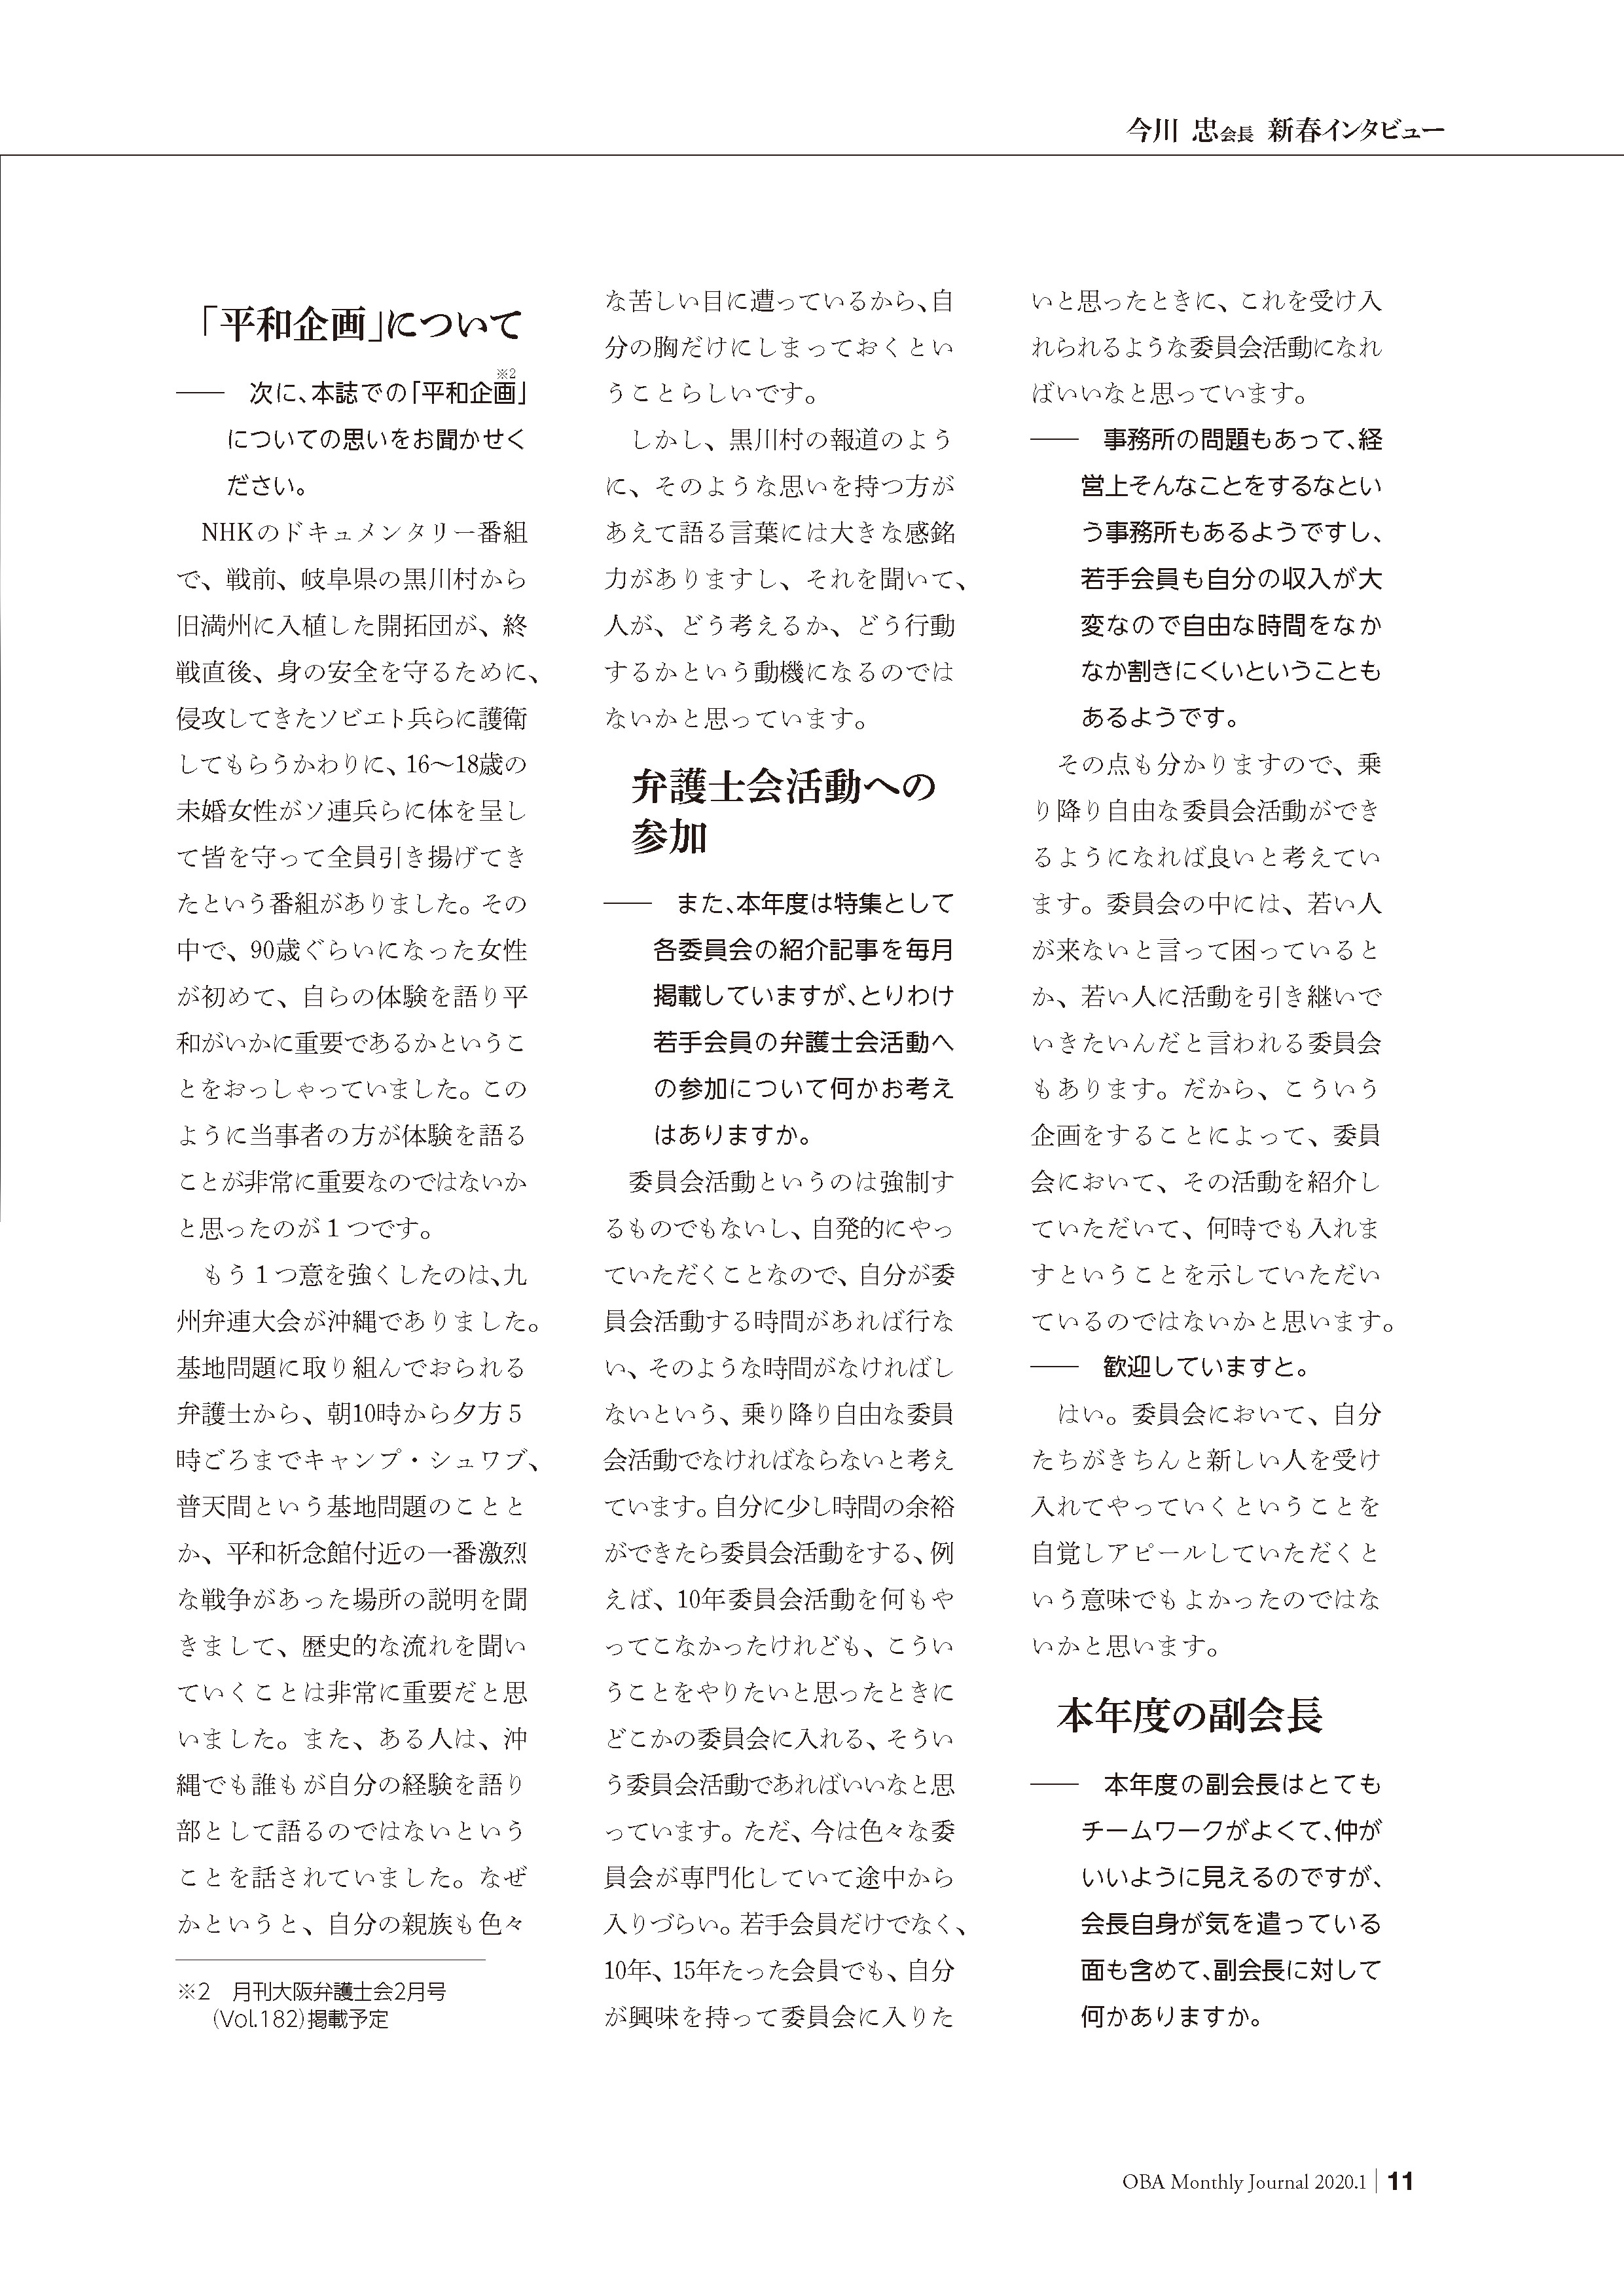 今川 忠会長 新春インタビュー
「平和企画」について
※2
―― 次に、本誌での「平和企画」
についての思いをお聞かせく
ださい。
NHKのドキュメンタリー番組
で、戦前、岐阜県の黒川村から
旧満州に入植した開拓団が、終
戦直後、身の安全を守るために、
侵攻してきたソビエト兵らに護衛
してもらうかわりに、16〜18歳の
未婚女性がソ連兵らに体を呈し
て皆を守って全員引き揚げてき
たという番組がありました。その
中で、90歳ぐらいになった女性
が初めて、自らの体験を語り平
和がいかに重要であるかというこ
とをおっしゃっていました。この
ように当事者の方が体験を語る
ことが非常に重要なのではないか
と思ったのが１つです。
もう１つ意を強くしたのは、九
州弁連大会が沖縄でありました。
基地問題に取り組んでおられる
弁護士から、朝10時から夕方５
時ごろまでキャンプ・シュワブ、
普天間という基地問題のことと
か、平和祈念館付近の一番激烈
な戦争があった場所の説明を聞
きまして、歴史的な流れを聞い
ていくことは非常に重要だと思
いました。また、ある人は、沖
縄でも誰もが自分の経験を語り
部として語るのではないという
ことを話されていました。なぜ
かというと、自分の親族も色々
※2 月刊大阪弁護士会2月号
(Vol.182)掲載予定
な苦しい目に遭っているから、自
分の胸だけにしまっておくとい
うことらしいです。
しかし、黒川村の報道のよう
に、そのような思いを持つ方が
あえて語る言葉には大きな感銘
力がありますし、それを聞いて、
人が、どう考えるか、どう行動
するかという動機になるのでは
ないかと思っています。
弁護士会活動への
参加
―― また、本年度は特集として
各委員会の紹介記事を毎月
掲載していますが、とりわけ
若手会員の弁護士会活動へ
の参加について何かお考え
はありますか。
委員会活動というのは強制す
るものでもないし、自発的にやっ
ていただくことなので、自分が委
員会活動する時間があれば行な
い、そのような時間がなければし
ないという、乗り降り自由な委員
会活動でなければならないと考え
ています。自分に少し時間の余裕
ができたら委員会活動をする、例
えば、10年委員会活動を何もや
ってこなかったけれども、こうい
うことをやりたいと思ったときに
どこかの委員会に入れる、そうい
う委員会活動であればいいなと思
っています。ただ、今は色々な委
員会が専門化していて途中から
入りづらい。若手会員だけでなく、
10年、15年たった会員でも、自分
が興味を持って委員会に入りた
いと思ったときに、これを受け入
れられるような委員会活動になれ
ばいいなと思っています。
―― 事務所の問題もあって、経
営上そんなことをするなとい
う事務所もあるようですし、
若手会員も自分の収入が大
変なので自由な時間をなか
なか割きにくいということも
あるようです。
その点も分かりますので、乗
り降り自由な委員会活動ができ
るようになれば良いと考えてい
ます。委員会の中には、若い人
が来ないと言って困っていると
か、若い人に活動を引き継いで
いきたいんだと言われる委員会
もあります。だから、こういう
企画をすることによって、委員
会において、その活動を紹介し
ていただいて、何時でも入れま
すということを示していただい
ているのではないかと思います。
―― 歓迎していますと。
はい。委員会において、自分
たちがきちんと新しい人を受け
入れてやっていくということを
自覚しアピールしていただくと
いう意味でもよかったのではな
いかと思います。
本年度の副会長
―― 本年度の副会長はとても
チームワークがよくて、仲が
いいように見えるのですが、
会長自身が気を遣っている
面も含めて、副会長に対して
何かありますか。
OBA Monthly Journal 2020.1 | 11